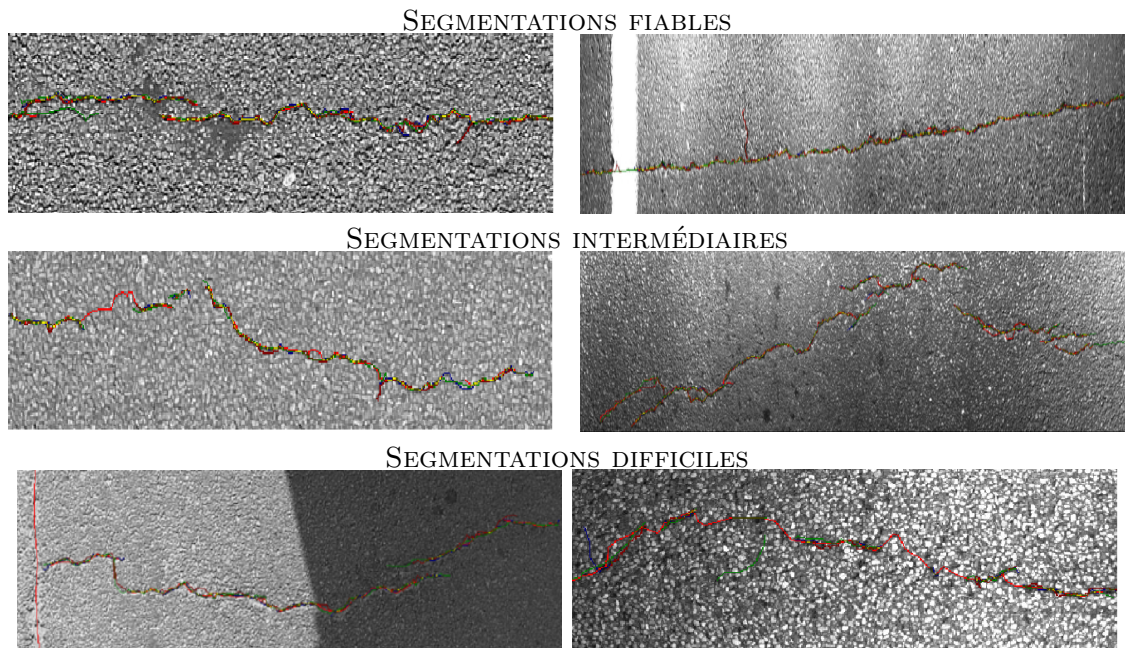 Segmentations fiables
Segmentations intermédiaires
Segmentations difficiles